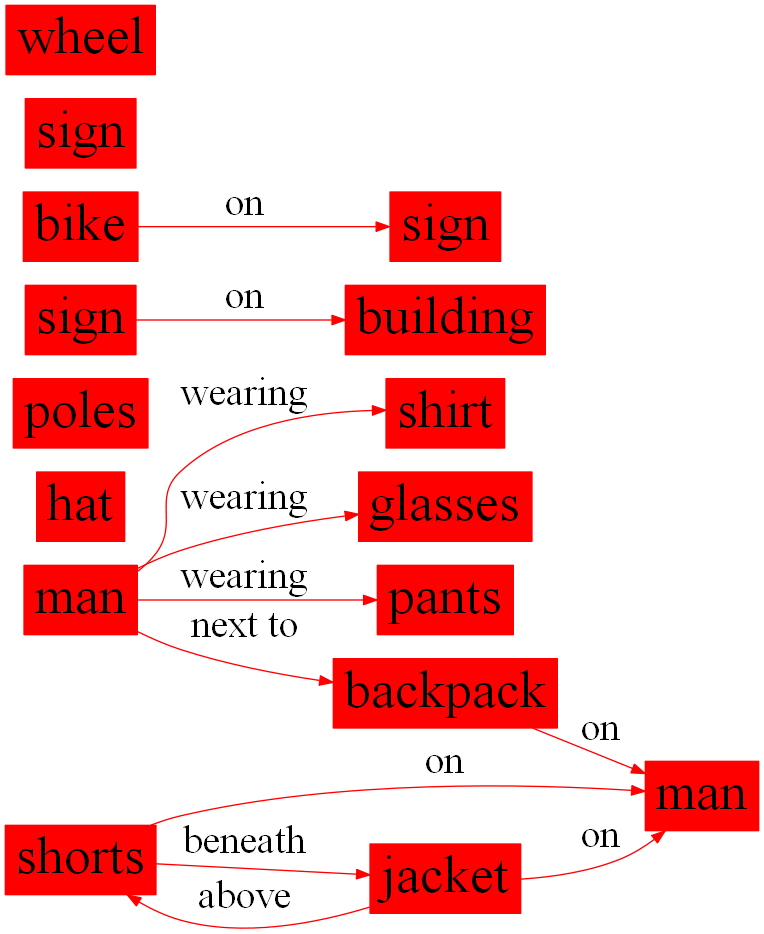 wheel
sign
bike on sign
sign on building
poles wearing shirt
hat wearing glasses
man wearing pants
next to
backpack
on
on
man
shorts beneath jacket on
above